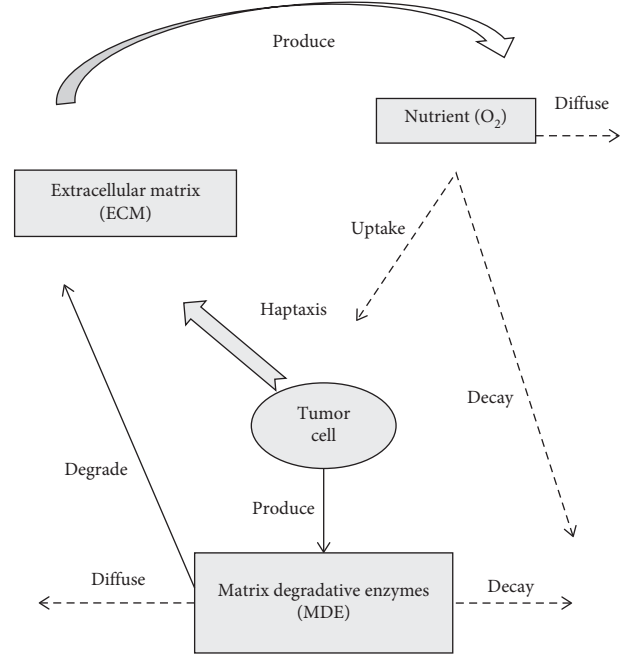 Produce
Nutrient (O₂)
Diffuse
Extracellular matrix
(ECM)
Uptake
Haptaxis
Decay
Tumor
cell
Degrade
Produce
Diffuse
Matrix degradative enzymes
(MDE)
Decay